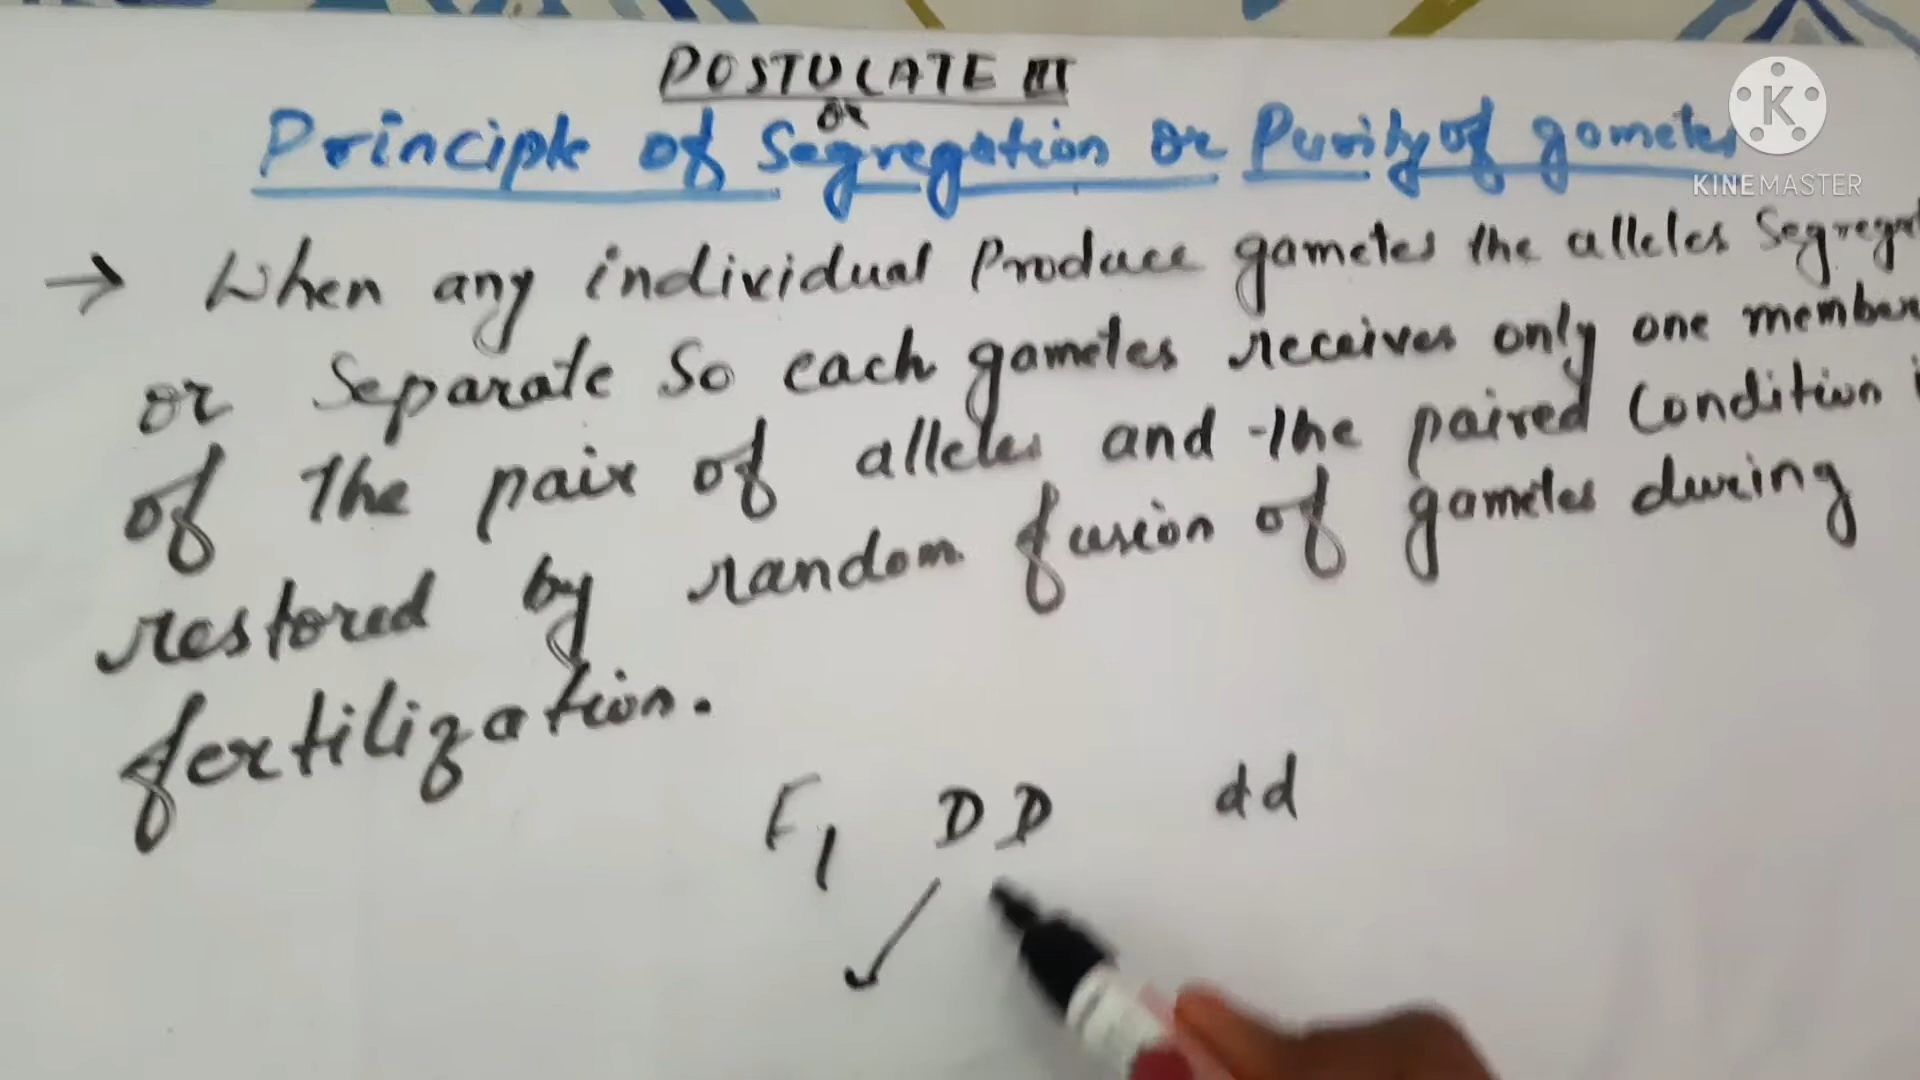 POSTULATE III
or
Principle of Segregation or Purity of gametes
K
KINEMASTER
→ When any individual Produce gametes the alleles Segregat
or Separate So each gametes receives only one member
of the pair of alleles and the paired Condition i
restored by random fusion of gametes during
fertilization.
F1 DD dd